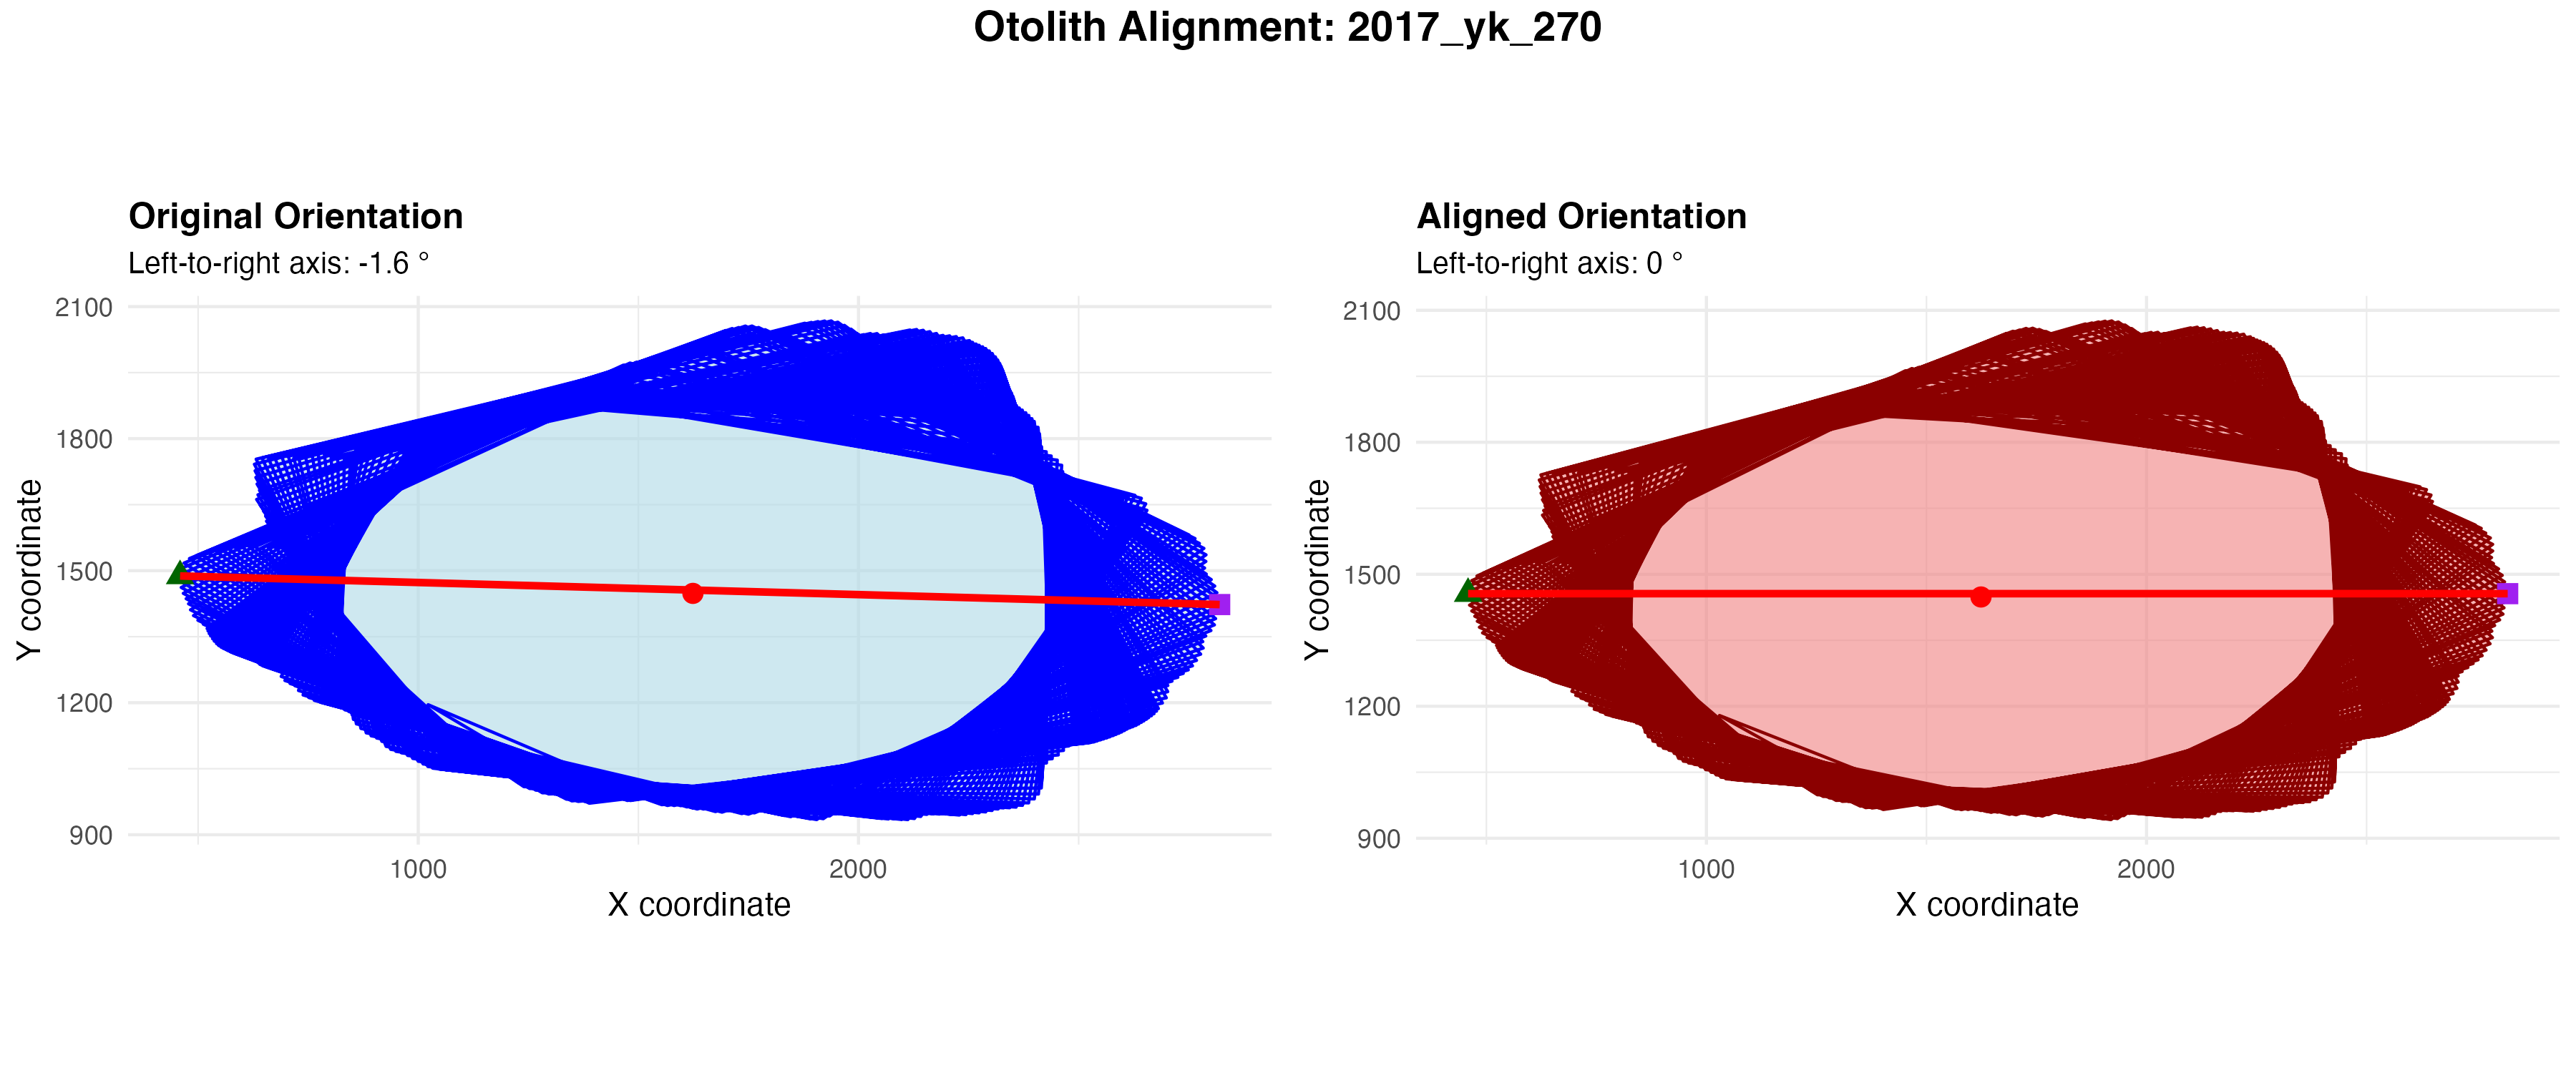 Otolith Alignment: 2017_yk_270
Original Orientation
Left-to-right axis: -1.6 °
2100
1800
1500
1200
900
1000
2000
X coordinate
Y coordinate
Aligned Orientation
Left-to-right axis: 0 °
2100
1800
1500
1200
900
1000
2000
X coordinate
Y coordinate